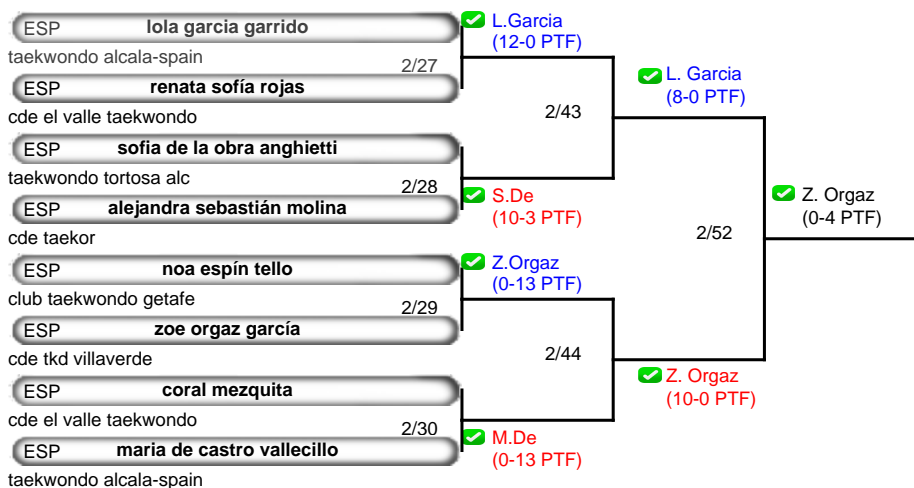 ESP lola garcia garrido
taekwondo alcala-spain
2/27
ESP renata sofía rojas
cde el valle taekwondo
L.Garcia
(12-0 PTF)
ESP sofia de la obra anghietti
taekwondo tortosa alc
2/28
ESP alejandra sebastián molina
cde taekor
S.De
(10-3 PTF)
2/43
L. Garcia
(8-0 PTF)
ESP noa espín tello
club taekwondo getafe
2/29
ESP zoe orgaz garcía
cde tkd villaverde
Z.Orgaz
(0-13 PTF)
ESP coral mezquita
cde el valle taekwondo
2/30
ESP maria de castro vallecillo
taekwondo alcala-spain
M.De
(0-13 PTF)
2/44
Z. Orgaz
(10-0 PTF)
2/52
Z. Orgaz
(0-4 PTF)